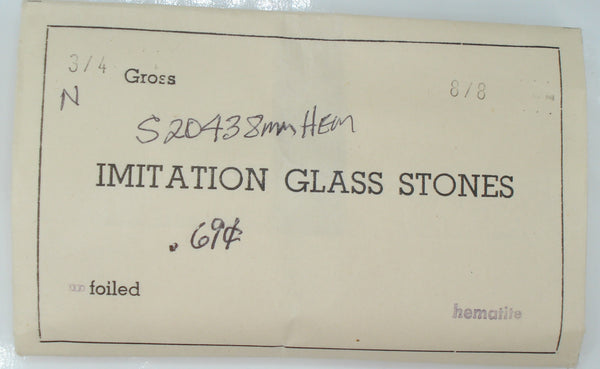 3/4 Gross
8/8
N
S20438mm HEM
IMITATION GLASS STONES
.69¢
foiled
hematite